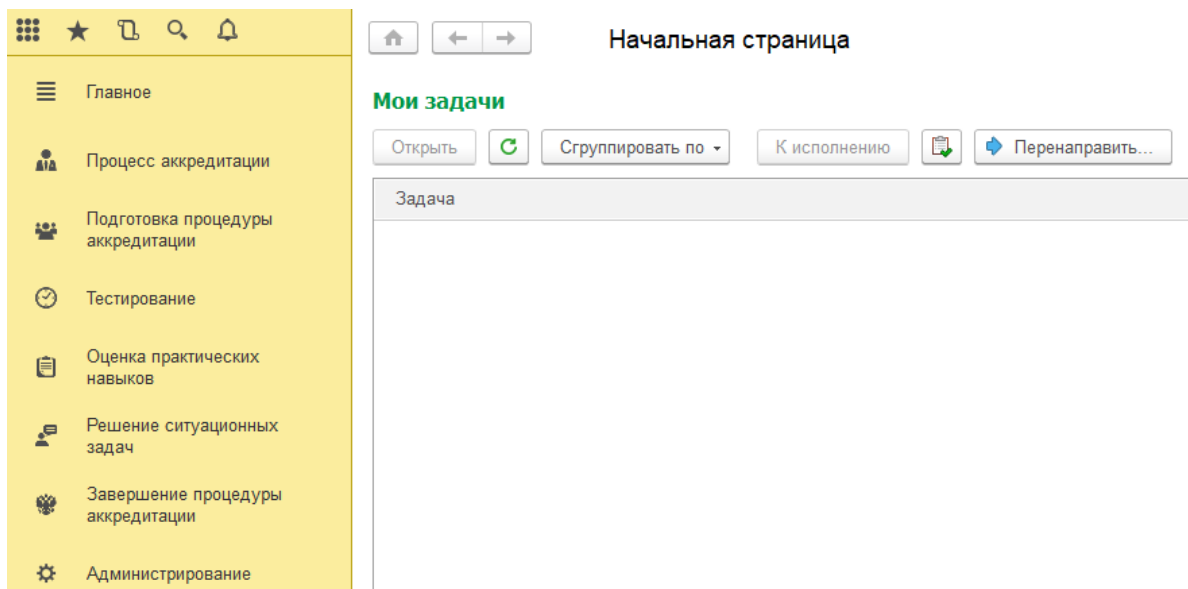 Начальная страница
Главное
Процесс аккредитации
Подготовка процедуры
аккредитации
Тестирование
Оценка практических
навыков
Решение ситуационных
задач
Завершение процедуры
аккредитации
Администрирование
Мои задачи
Открыть
Сгруппировать по
К исполнению
Перенаправить...
Задача